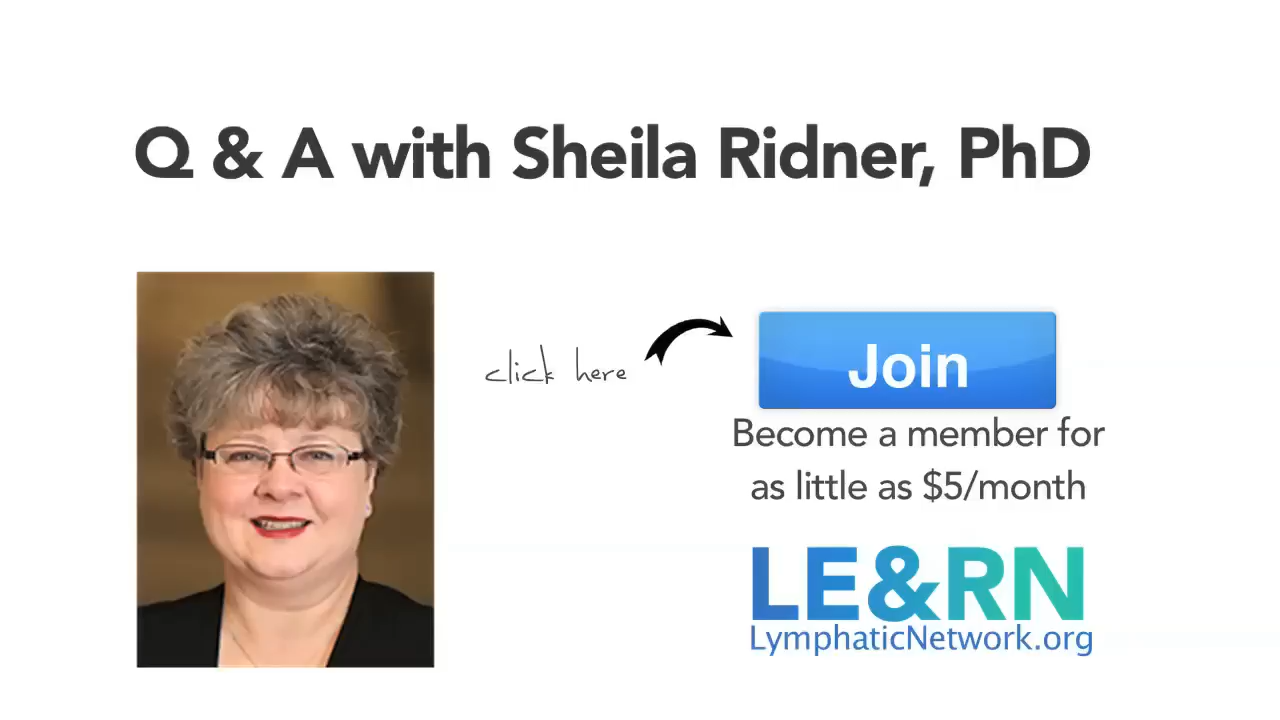 Q & A with Sheila Ridner, PhD
click here
Join
Become a member for
as little as $5/month
LE&RN
LymphaticNetwork.org